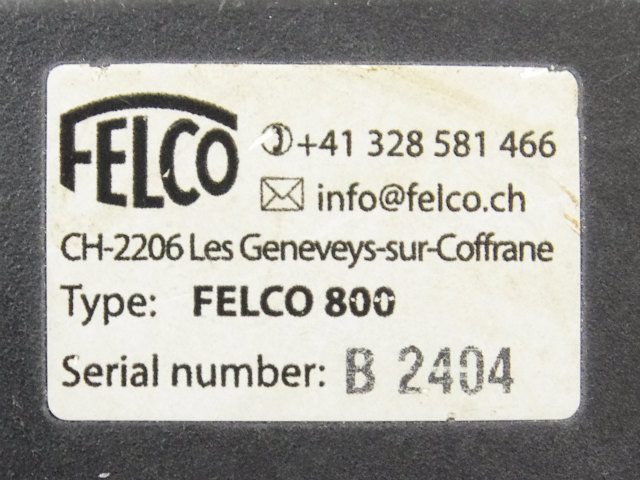 FELCO
+41 328 581 466
info@felco.ch
CH-2206 Les Geneveys-sur-Coffrane
Type: FELCO 800
Serial number: B 2404